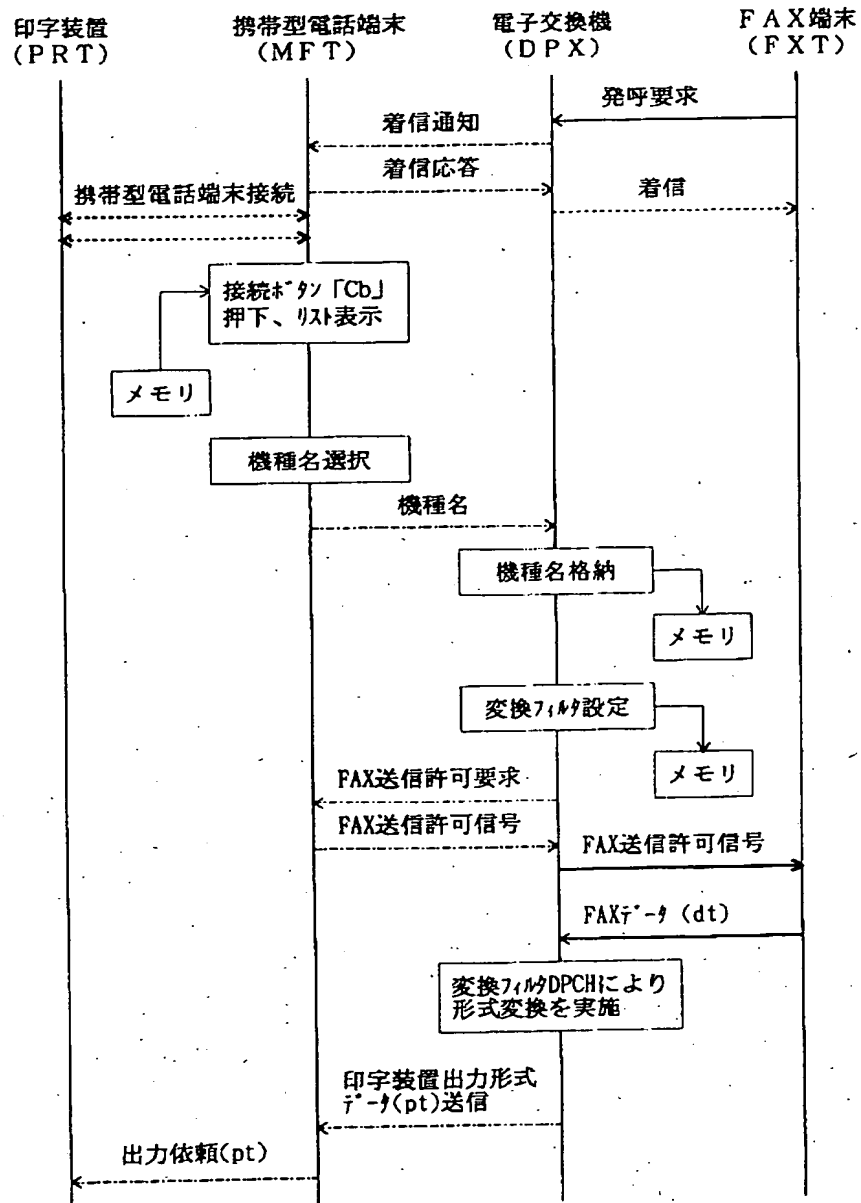 印字装置
(PRT)
携帯型電話端末
(MFT)
電子交換機
(DPX)
FAX端末
(FXT)
発呼要求
着信通知
着信応答
携帯型電話端末接続
着信
接続ボタン「Cb」
押下、リスト表示
メモリ
機種名選択
機種名
機種名格納
メモリ
変換フィルタ設定
メモリ
FAX送信許可要求
FAX送信許可信号
FAX送信許可信号
FAXデータ(dt)
変換フィルタDPCHにより
形式変換を実施
印字装置出力形式
データ(pt)送信
出力依頼(pt)